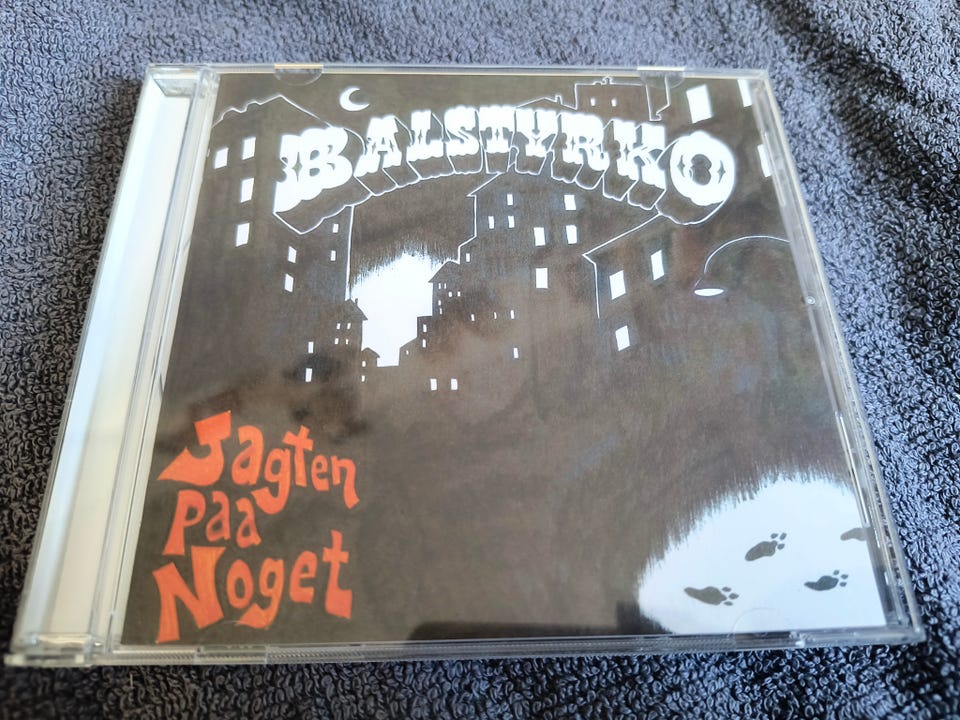 BALSTYRKO
Jagten
Paa
Noget